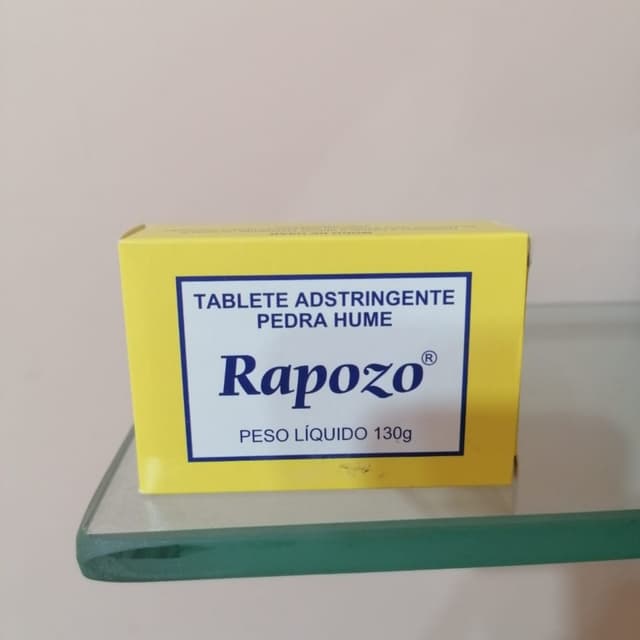 TABLETE ADSTRINGENTE
PEDRA HUME
Rapozo®
PESO LÍQUIDO 130g